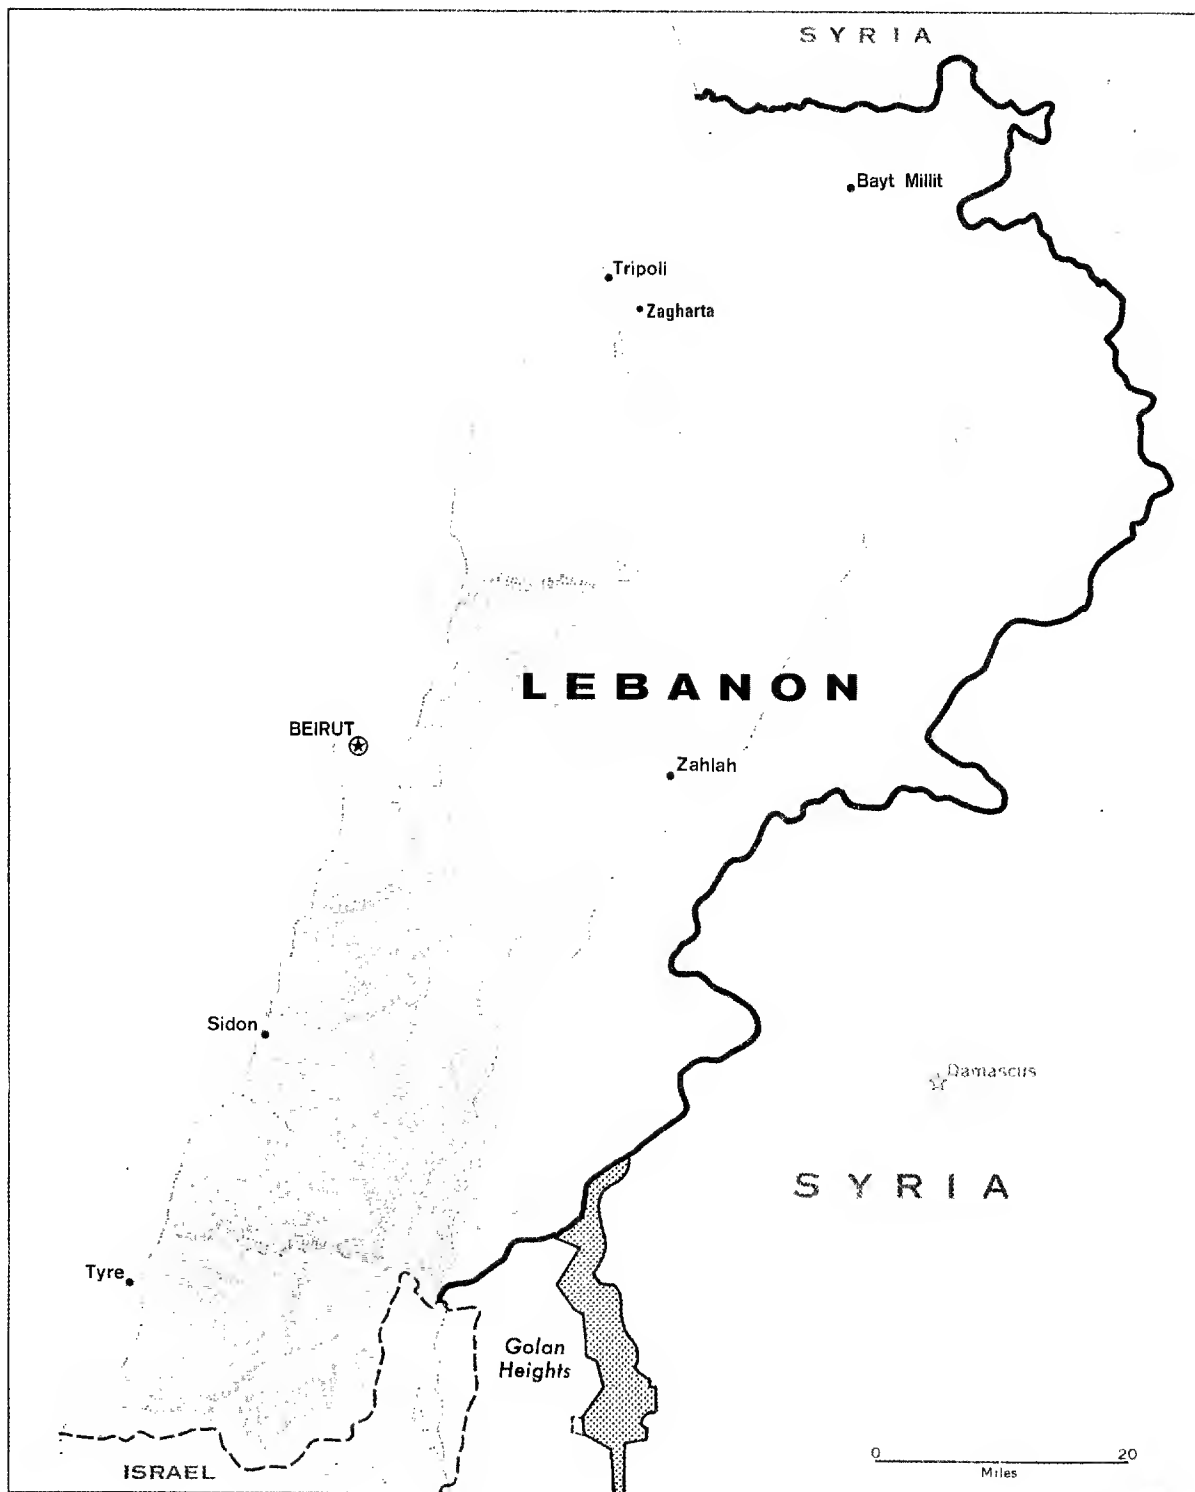 SYRIA
Bayt Millit
Tripoli
Zagharta
LEBANON
BEIRUT
Zahlah
Sidon
Damascus
SYRIA
Tyre
Golan
Heights
ISRAEL
0 20
Miles